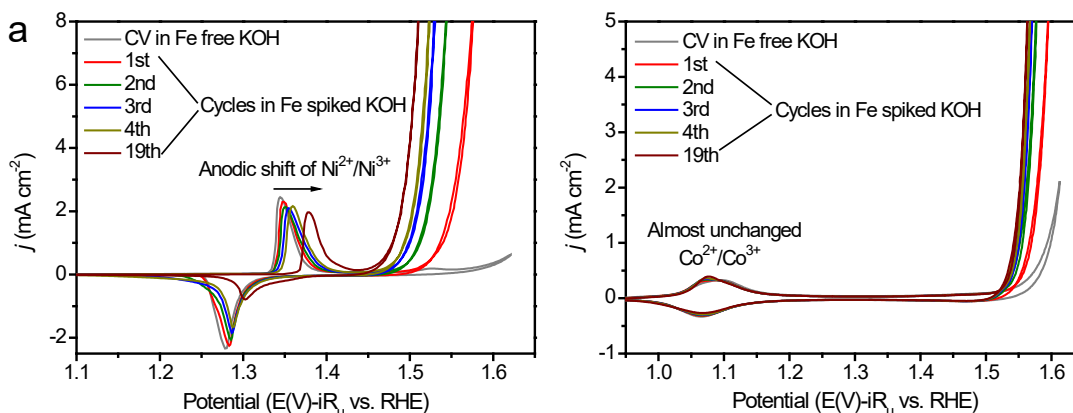 a
8
6
4
2
0
-2
j (mA cm-2)
CV in Fe free KOH
1st
2nd
3rd
4th
19th
Cycles in Fe spiked KOH
Anodic shift of Ni2+/Ni3+
1.1 1.2 1.3 1.4 1.5 1.6
Potential (E(V)-iRu vs. RHE)
5
4
3
2
1
0
-1
j (mA cm-2)
CV in Fe free KOH
1st
2nd
3rd
4th
19th
Cycles in Fe spiked KOH
Almost unchanged
Co2+/Co3+
1.0 1.1 1.2 1.3 1.4 1.5 1.6
Potential (E(V)-iRu vs. RHE)